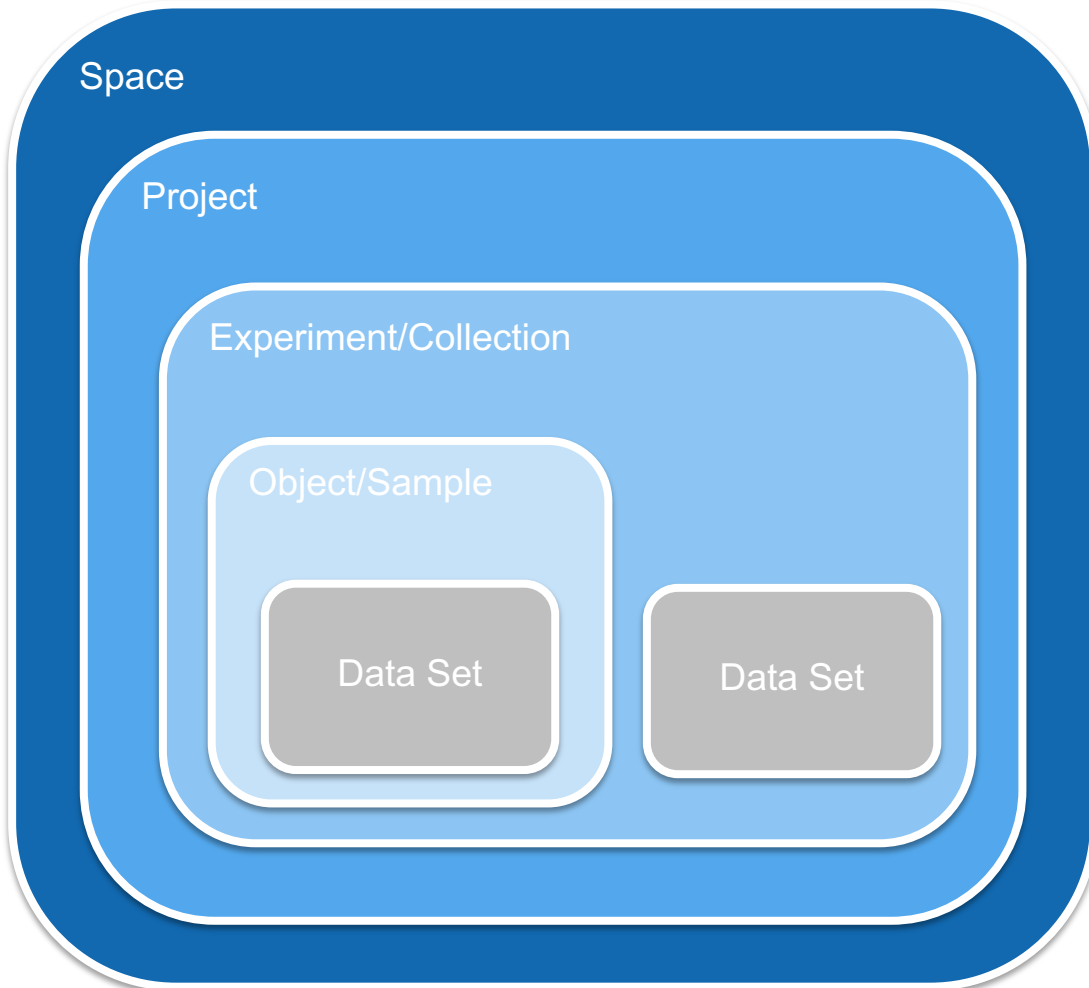 Space
Project
Experiment/Collection
Object/Sample
Data Set
Data Set